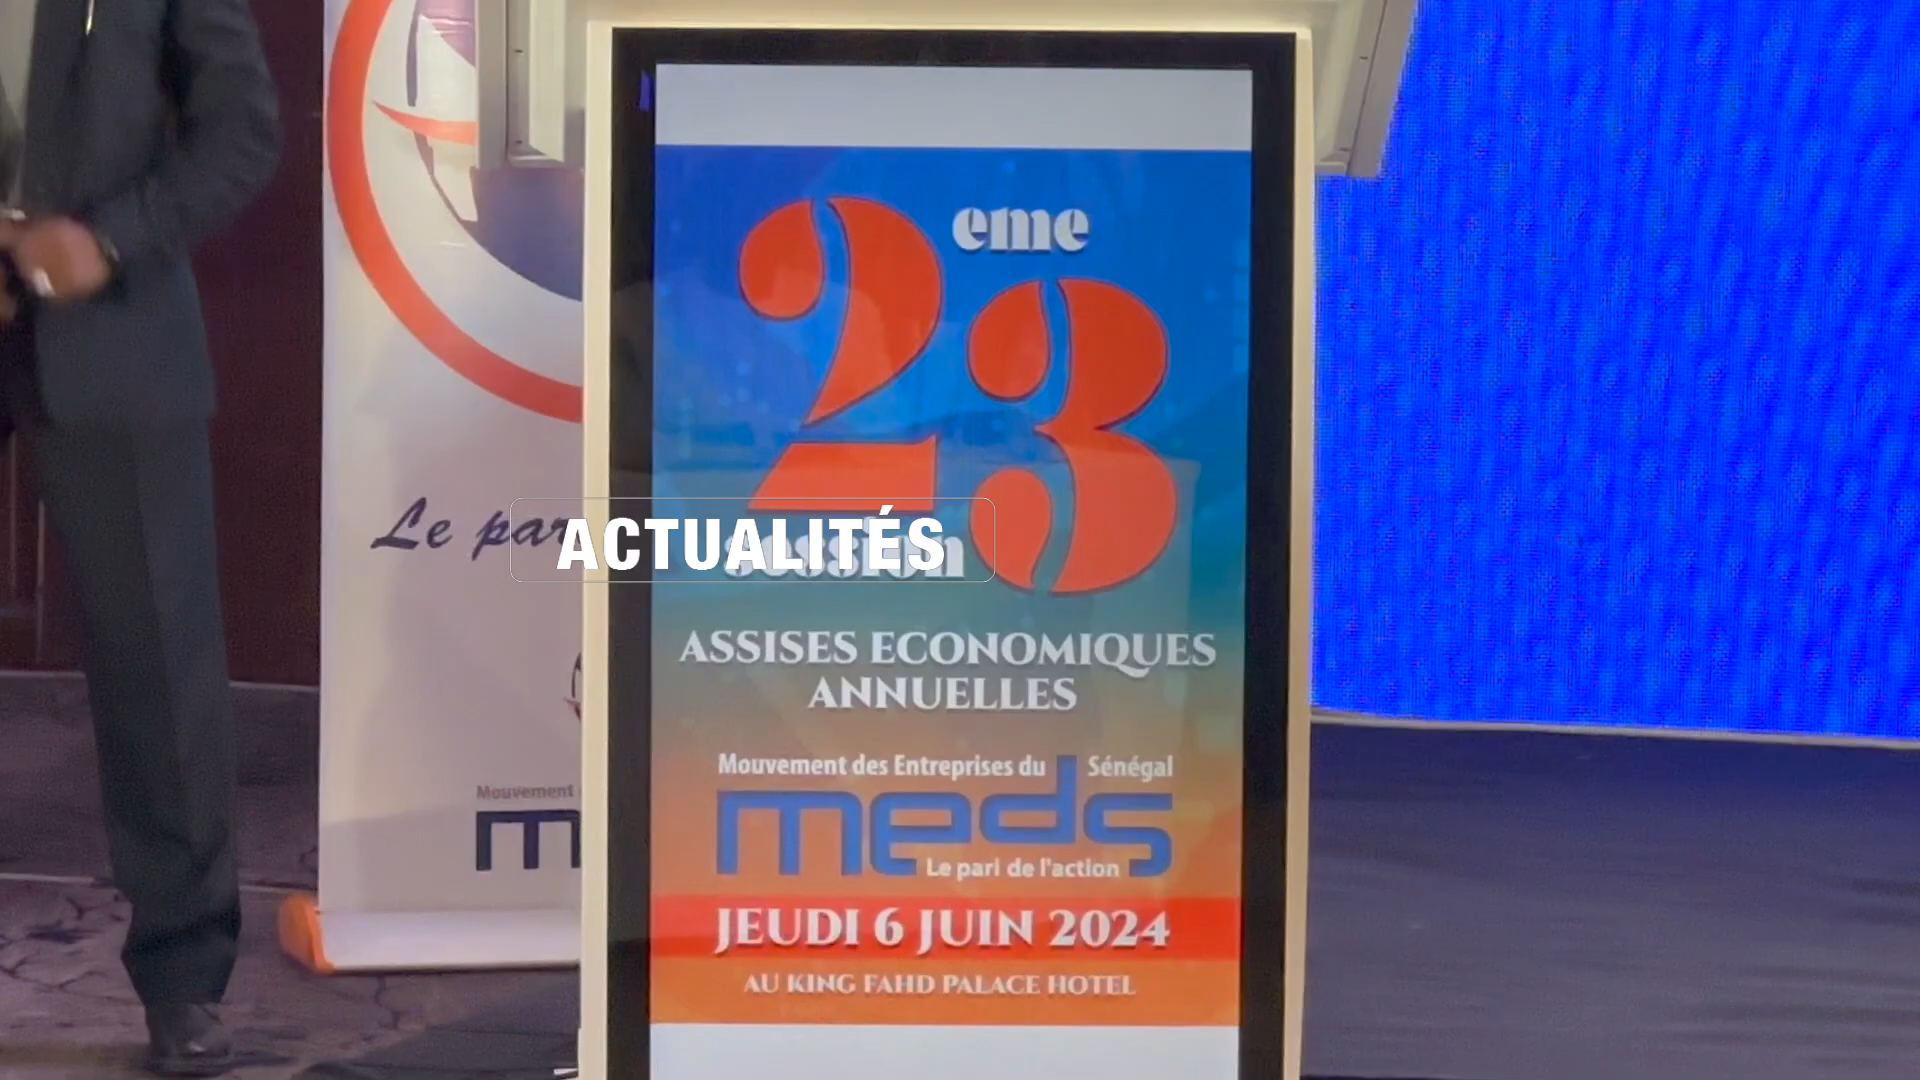 23
eme
session
ACTUALITÉS
Le par
ASSISES ECONOMIQUES
ANNUELLES
Mouvement des Entreprises du Sénégal
meds
Le pari de l'action
Mouvement
m
JEUDI 6 JUIN 2024
AU KING FAHD PALACE HOTEL